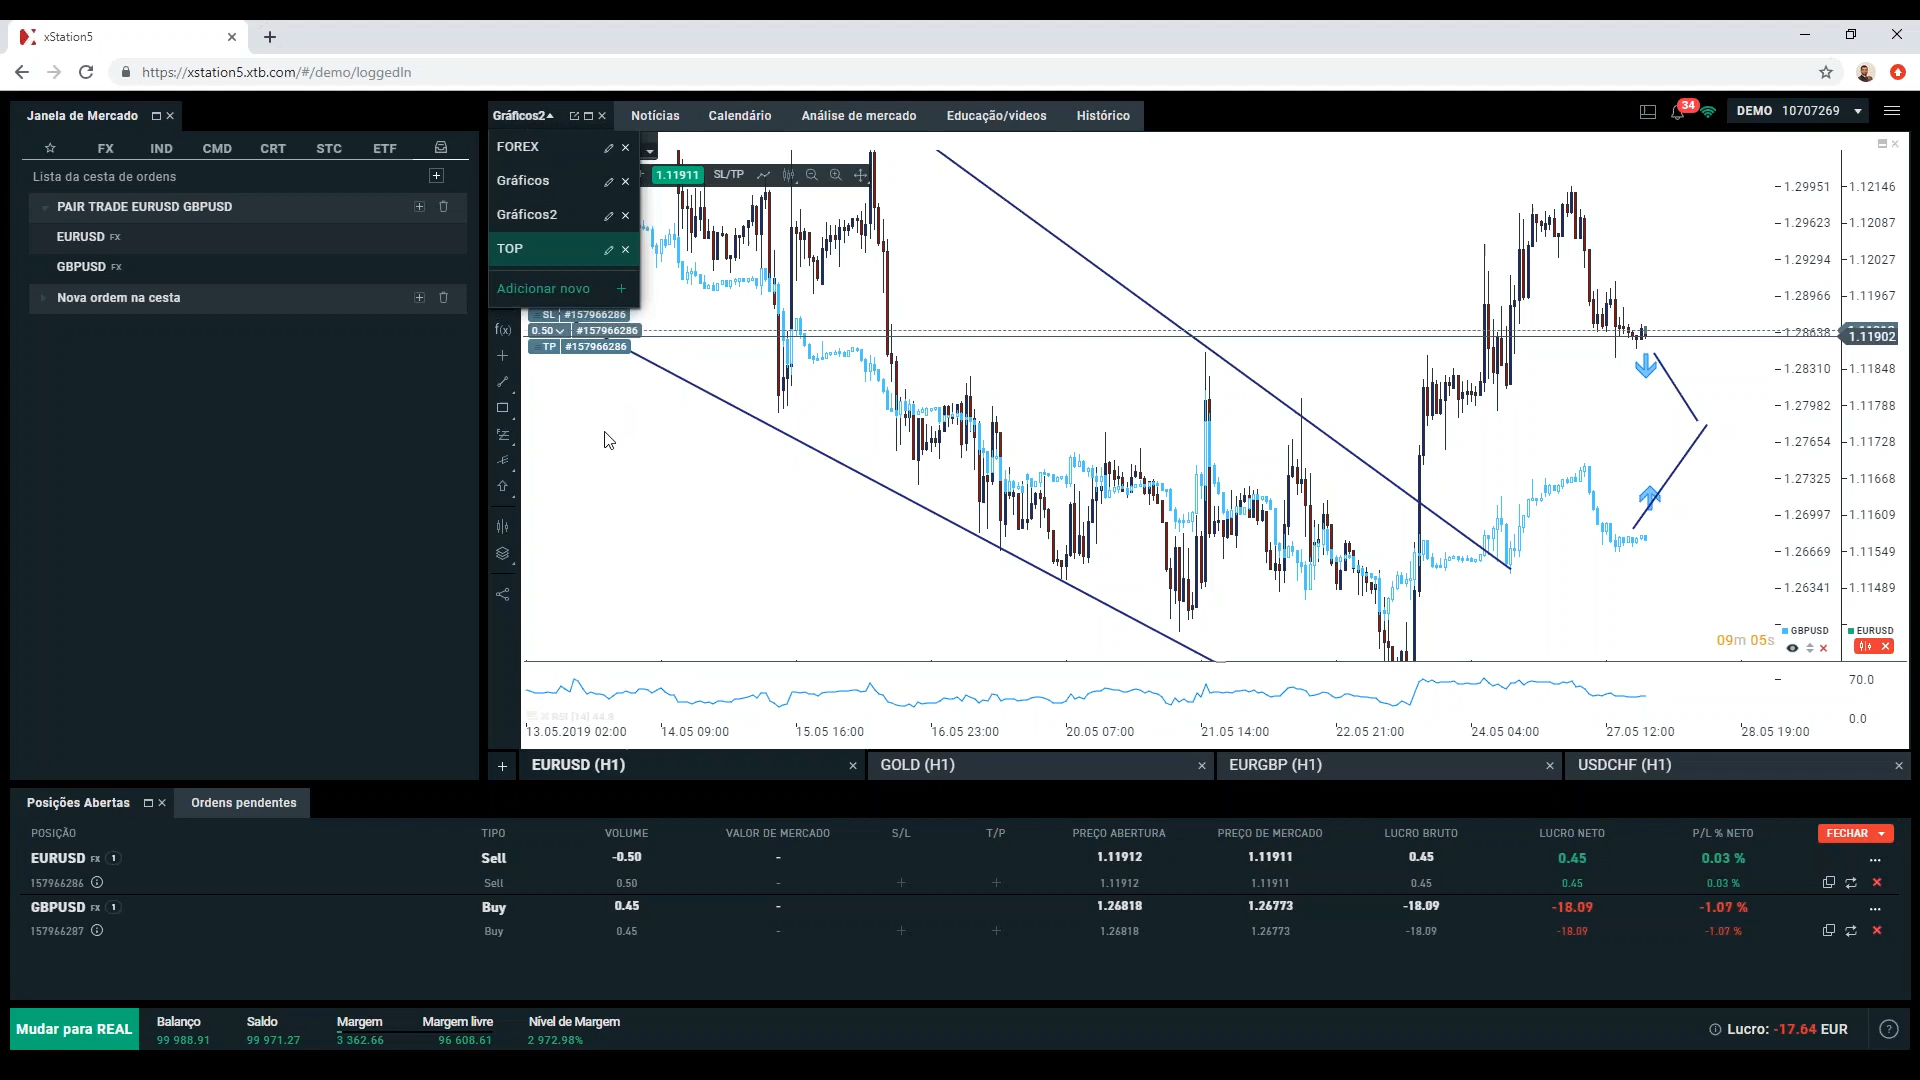 xStation5
https://xstation5.xtb.com/#/demo/loggedIn
Janela de Mercado
Gráficos2
Notícias
Calendário
Análise de mercado
Educação/videos
Histórico
34
DEMO 10707269
FX IND CMD CRT STC ETF
Lista da cesta de ordens
PAIR TRADE EURUSD GBPUSD
EURUSD FX
GBPUSD FX
Nova ordem na cesta
FOREX
Gráficos
Gráficos2
TOP
Adicionar novo +
1.11911 SL/TP
SL #157966286
0.50 #157966286
TP #157966286
f(x)
1.29951 1.12146
1.29623 1.12087
1.29294 1.12027
1.28966 1.11967
1.28638
1.11902
1.28310 1.11848
1.27982 1.11788
1.27654 1.11728
1.27325 1.11668
1.26997 1.11609
1.26669 1.11549
1.26341 1.11489
09m 05s
GBPUSD
EURUSD
70.0
0.0
RSI [14] 44.8
13.05.2019 02:00 14.05 09:00 15.05 16:00 16.05 23:00 20.05 07:00 21.05 14:00 22.05 21:00 24.05 04:00 27.05 12:00 28.05 19:00
EURUSD (H1)
GOLD (H1)
EURGBP (H1)
USDCHF (H1)
Posições Abertas
Ordens pendentes
POSIÇÃO TIPO VOLUME VALOR DE MERCADO S/L T/P PREÇO ABERTURA PREÇO DE MERCADO LUCRO BRUTO LUCRO NETO P/L % NETO FECHAR
EURUSD FX 1 Sell -0.50 - 1.11912 1.11911 0.45 0.45 0.03 % ...
157966286 Sell 0.50 - + + 1.11912 1.11911 0.45 0.45 0.03 %
GBPUSD FX 1 Buy 0.45 - 1.26818 1.26773 -18.09 -18.09 -1.07 % ...
157966287 Buy 0.45 - + + 1.26818 1.26773 -18.09 -18.09 -1.07 %
Mudar para REAL
Balanço Saldo Margem Margem livre Nível de Margem
99 988.91 99 971.27 3 362.66 96 608.61 2 972.98%
Lucro: -17.64 EUR
?